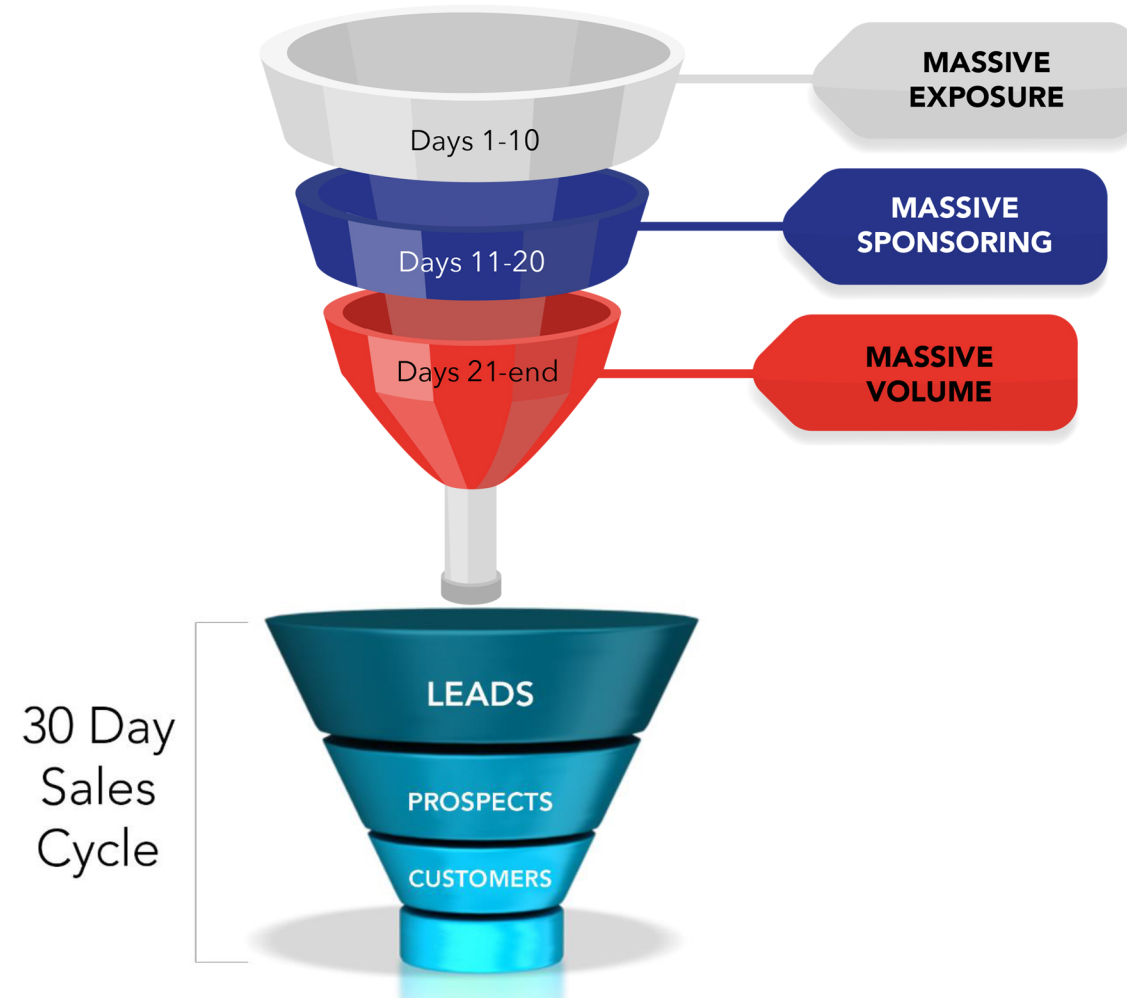 MASSIVE
EXPOSURE
Days 1-10
MASSIVE
SPONSORING
Days 11-20
MASSIVE
VOLUME
Days 21-end
LEADS
30 Day
Sales
Cycle
PROSPECTS
CUSTOMERS